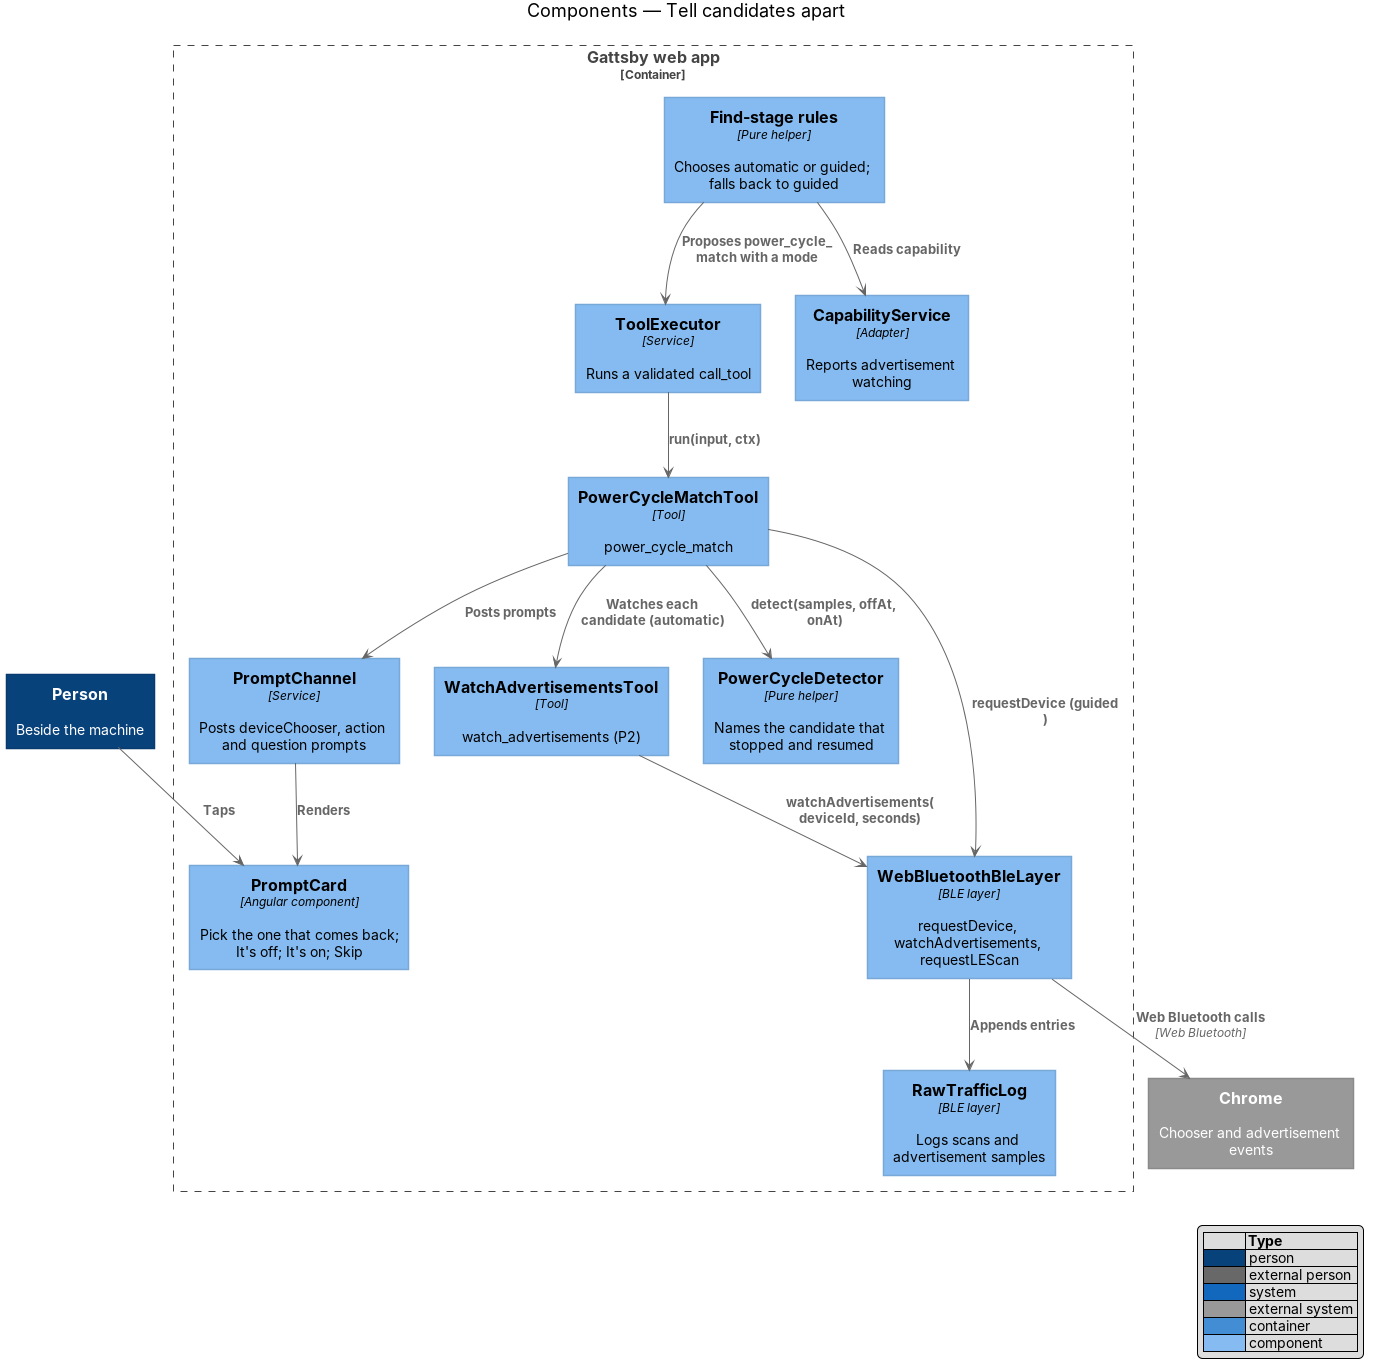 Components — Tell candidates apart
Gattsby web app
[Container]
Find-stage rules
[Pure helper]
Chooses automatic or guided;
falls back to guided
Proposes power_cycle_
match with a mode
Reads capability
ToolExecutor
[Service]
Runs a validated call_tool
CapabilityService
[Adapter]
Reports advertisement
watching
run(input, ctx)
PowerCycleMatchTool
[Tool]
power_cycle_match
Posts prompts
Watches each
candidate (automatic)
detect(samples, offAt,
onAt)
requestDevice (guided
)
Person
Beside the machine
PromptChannel
[Service]
Posts deviceChooser, action
and question prompts
WatchAdvertisementsTool
[Tool]
watch_advertisements (P2)
PowerCycleDetector
[Pure helper]
Names the candidate that
stopped and resumed
Taps
Renders
watchAdvertisements(
deviceId, seconds)
PromptCard
[Angular component]
Pick the one that comes back;
It's off; It's on; Skip
WebBluetoothBleLayer
[BLE layer]
requestDevice,
watchAdvertisements,
requestLEScan
Appends entries
Web Bluetooth calls
[Web Bluetooth]
RawTrafficLog
[BLE layer]
Logs scans and
advertisement samples
Chrome
Chooser and advertisement
events
Type
person
external person
system
external system
container
component